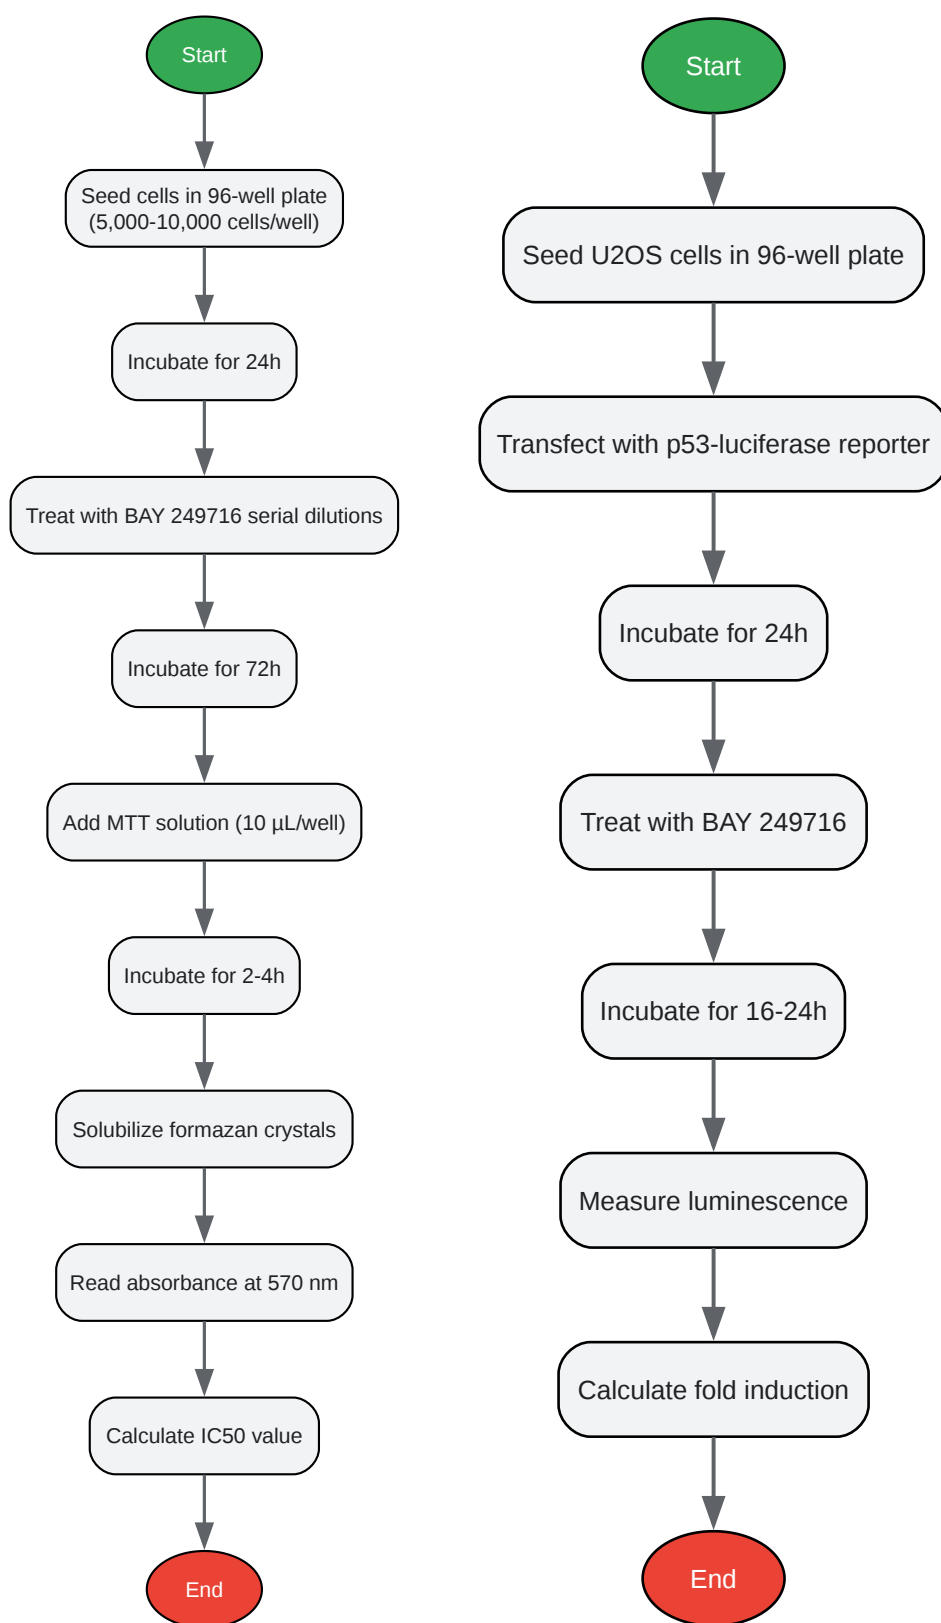 Start
Seed cells in 96-well plate
(5,000-10,000 cells/well)
Incubate for 24h
Treat with BAY 249716 serial dilutions
Incubate for 72h
Add MTT solution (10 µL/well)
Incubate for 2-4h
Solubilize formazan crystals
Read absorbance at 570 nm
Calculate IC50 value
End
Start
Seed U2OS cells in 96-well plate
Transfect with p53-luciferase reporter
Incubate for 24h
Treat with BAY 249716
Incubate for 16-24h
Measure luminescence
Calculate fold induction
End